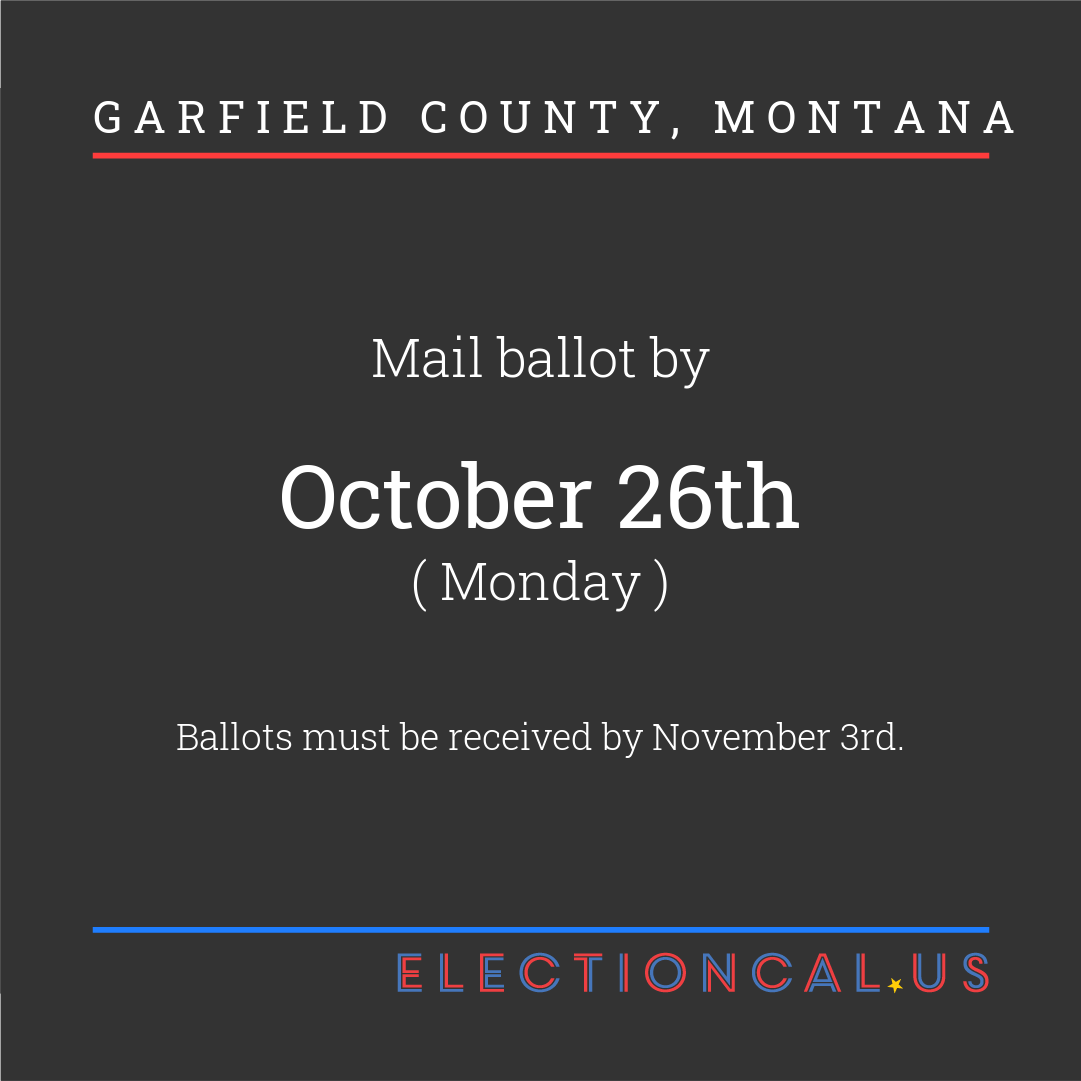 GARFIELD COUNTY, MONTANA
Mail ballot by
October 26th
( Monday )
Ballots must be received by November 3rd.
ELECTIONCAL.US